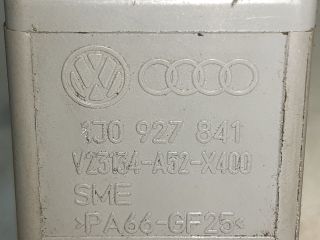 1J0 927 841
V23134-A52-X400
SME
>PA66-GF25<